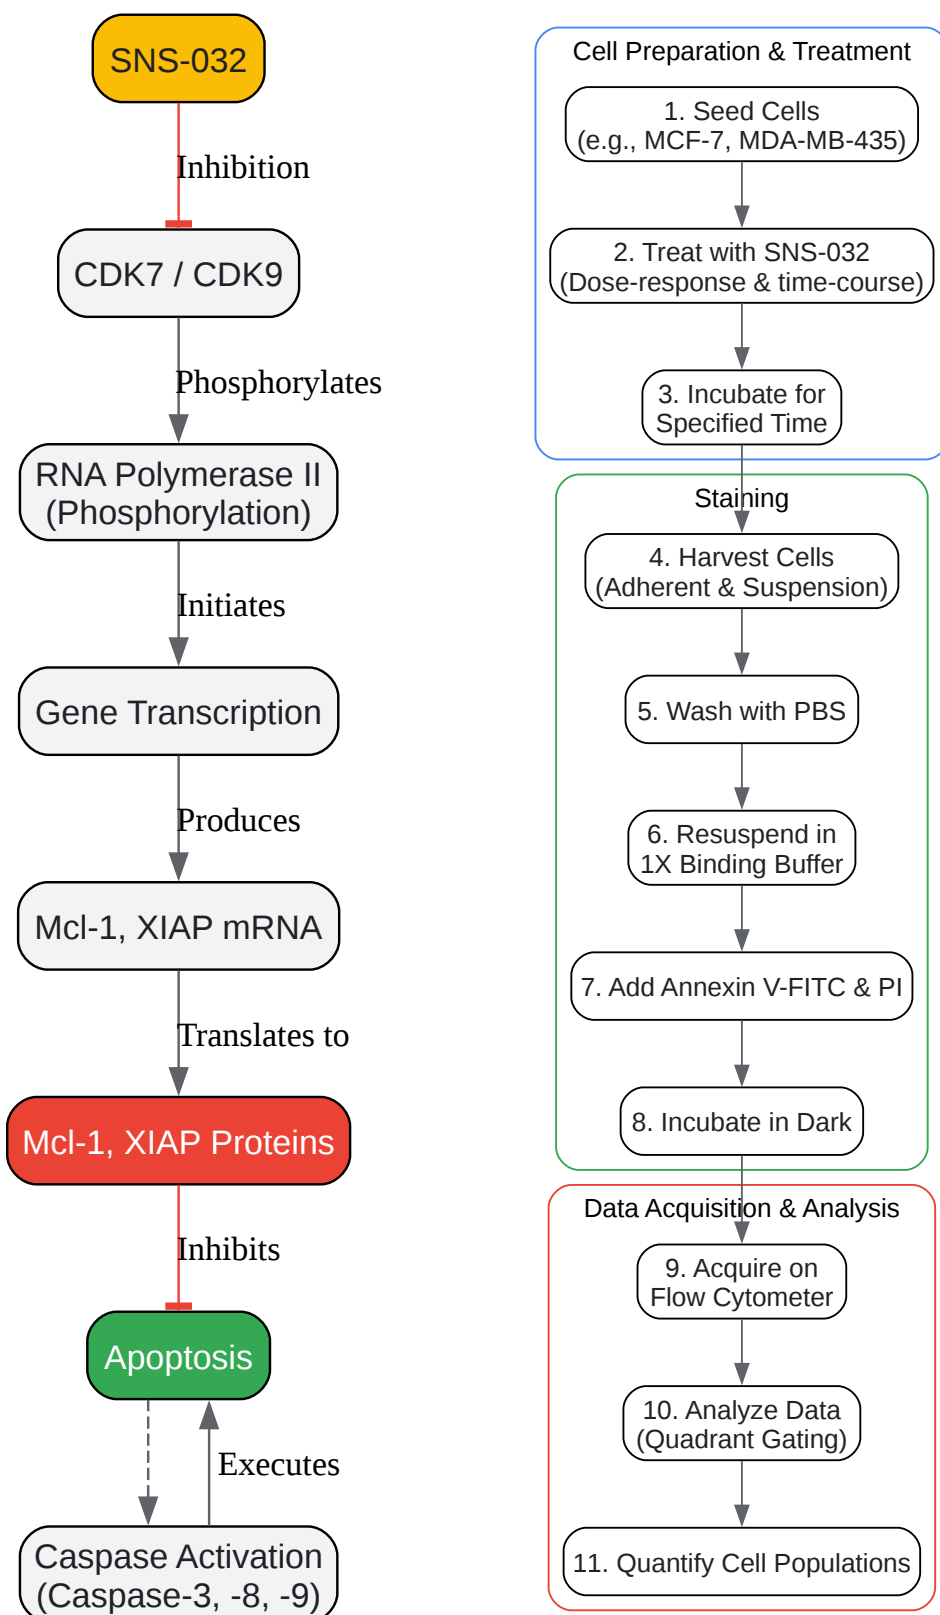 SNS-032
Inhibition
CDK7 / CDK9
Phosphorylates
RNA Polymerase II
(Phosphorylation)
Initiates
Gene Transcription
Produces
Mcl-1, XIAP mRNA
Translates to
Mcl-1, XIAP Proteins
Inhibits
Apoptosis
Executes
Caspase Activation
(Caspase-3, -8, -9)
Cell Preparation & Treatment
1. Seed Cells
(e.g., MCF-7, MDA-MB-435)
2. Treat with SNS-032
(Dose-response & time-course)
3. Incubate for
Specified Time
Staining
4. Harvest Cells
(Adherent & Suspension)
5. Wash with PBS
6. Resuspend in
1X Binding Buffer
7. Add Annexin V-FITC & PI
8. Incubate in Dark
Data Acquisition & Analysis
9. Acquire on
Flow Cytometer
10. Analyze Data
(Quadrant Gating)
11. Quantify Cell Populations